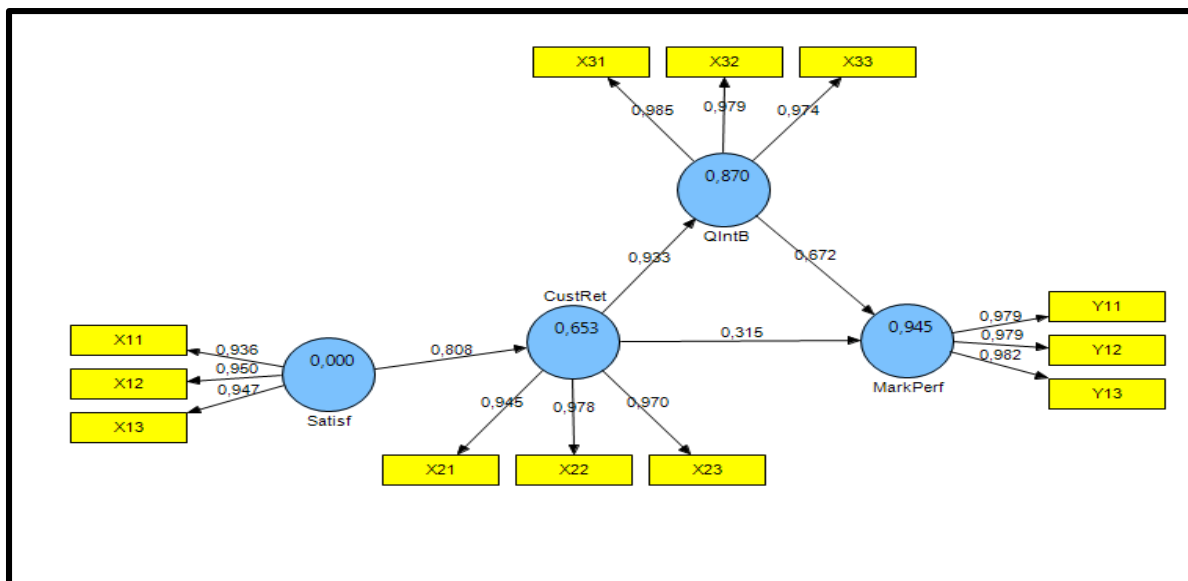 X31
X32
X33
0,985
0,979
0,974
0,870
QIntB
0,933
0,672
CustRet
0,653
0,315
0,945
MarkPerf
0,979
0,979
0,982
Y11
Y12
Y13
X11
X12
X13
0,936
0,950
0,947
0,000
Satisf
0,808
0,945
0,978
0,970
X21
X22
X23